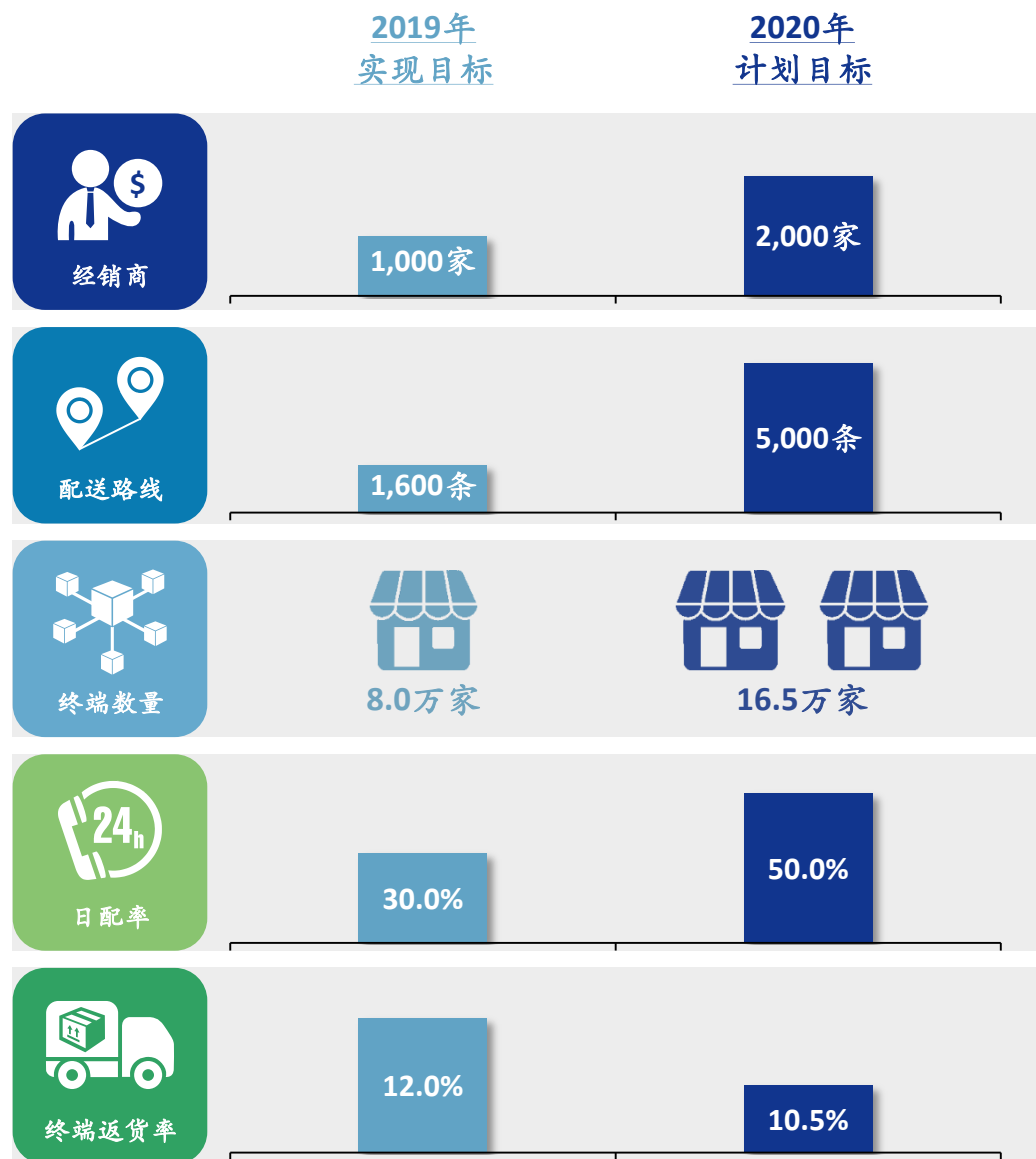 2019年
实现目标
2020年
计划目标
$
经销商
1,000家
2,000家
配送路线
1,600条
5,000条
终端数量
8.0万家
16.5万家
24h
日配率
30.0%
50.0%
终端返货率
12.0%
10.5%